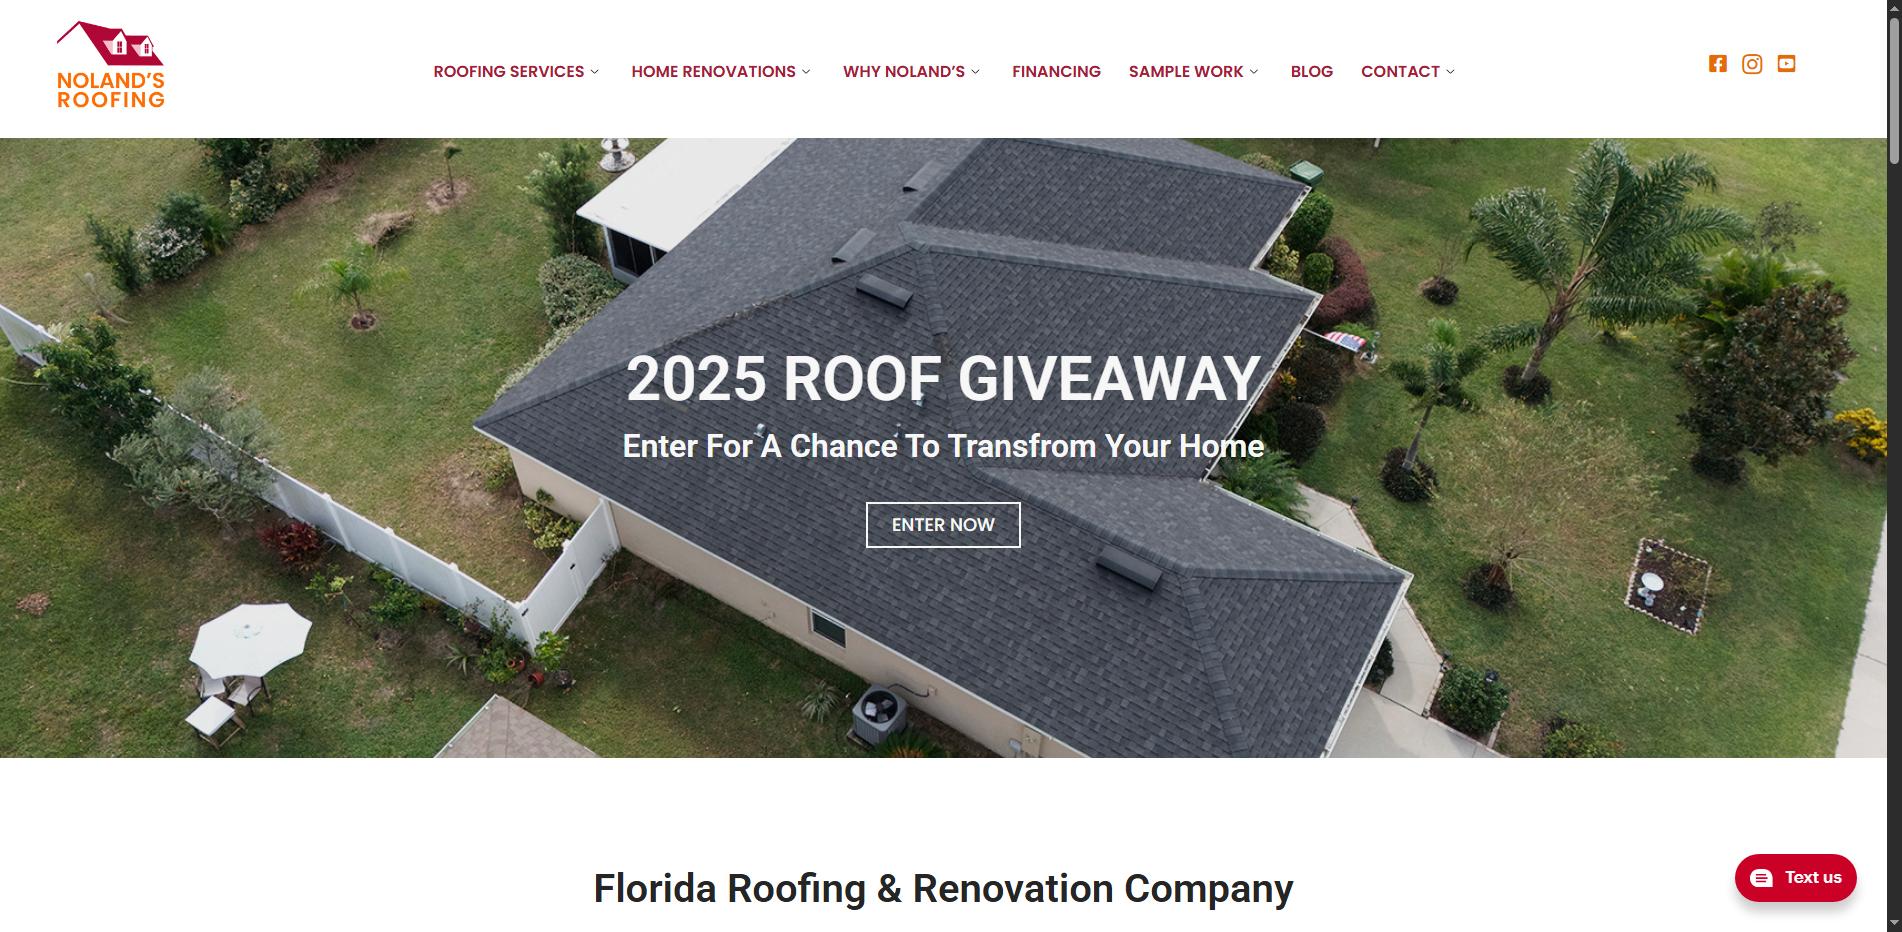 NOLAND'S
ROOFING
ROOFING SERVICES
HOME RENOVATIONS
WHY NOLAND'S
FINANCING
SAMPLE WORK
BLOG
CONTACT
2025 ROOF GIVEAWAY
Enter For A Chance To Transfrom Your Home
ENTER NOW
Florida Roofing & Renovation Company
Text us